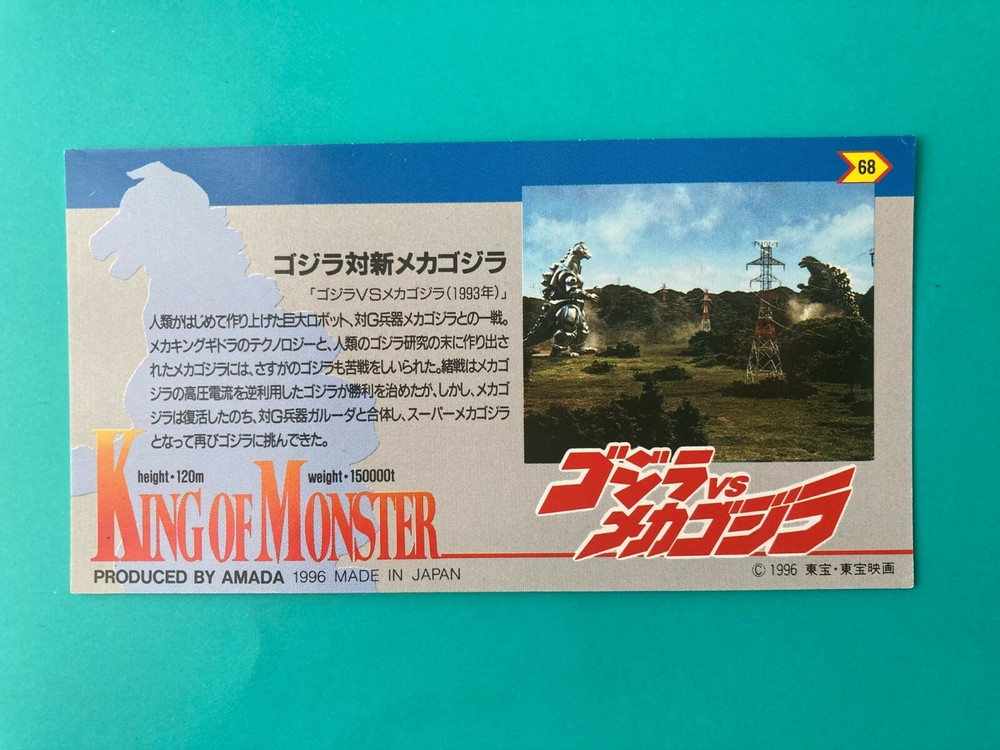 68
ゴジラ対新メカゴジラ
「ゴジラVSメカゴジラ(1993年)」
人類がはじめて作り上げた巨大ロボット、対G兵器メカゴジラとの一戦。
メカキングギドラのテクノロジーと、人類のゴジラ研究の末に作り出さ
れたメカゴジラには、さすがのゴジラも苦戦をしいられた。緒戦はメカゴ
ジラの高圧電流を逆利用したゴジラが勝利を治めたが、しかし、メカゴ
ジラは復活したのち、対G兵器ガルーダと合体し、スーパーメカゴジラ
となって再びゴジラに挑んできた。
height・120m weight・150000t
KING OF MONSTER
PRODUCED BY AMADA 1996 MADE IN JAPAN
ゴジラVS
メカゴジラ
© 1996 東宝・東宝映画